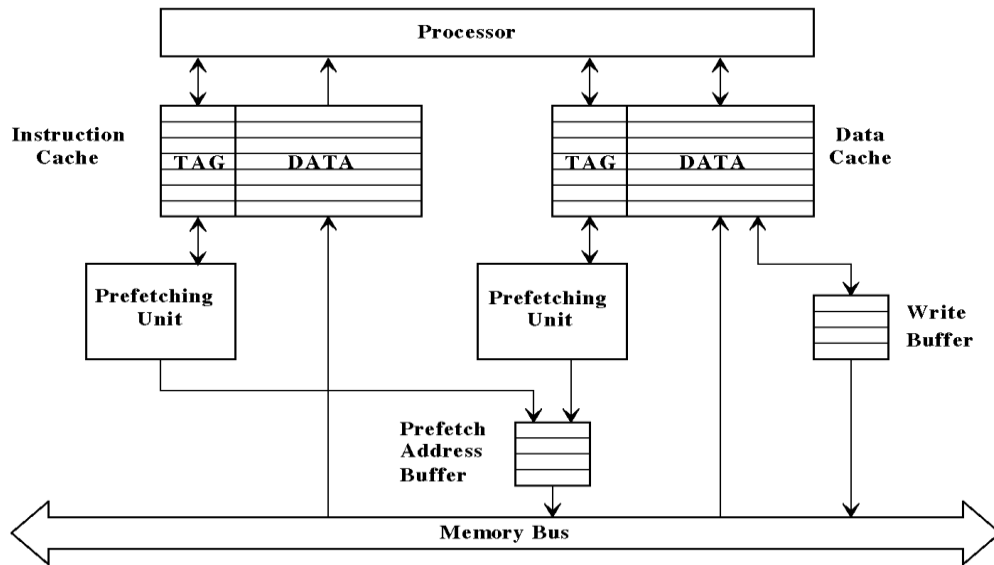 Processor
Instruction
Cache
TAG
DATA
TAG
DATA
Data
Cache
Prefetching
Unit
Prefetching
Unit
Write
Buffer
Prefetch
Address
Buffer
Memory Bus